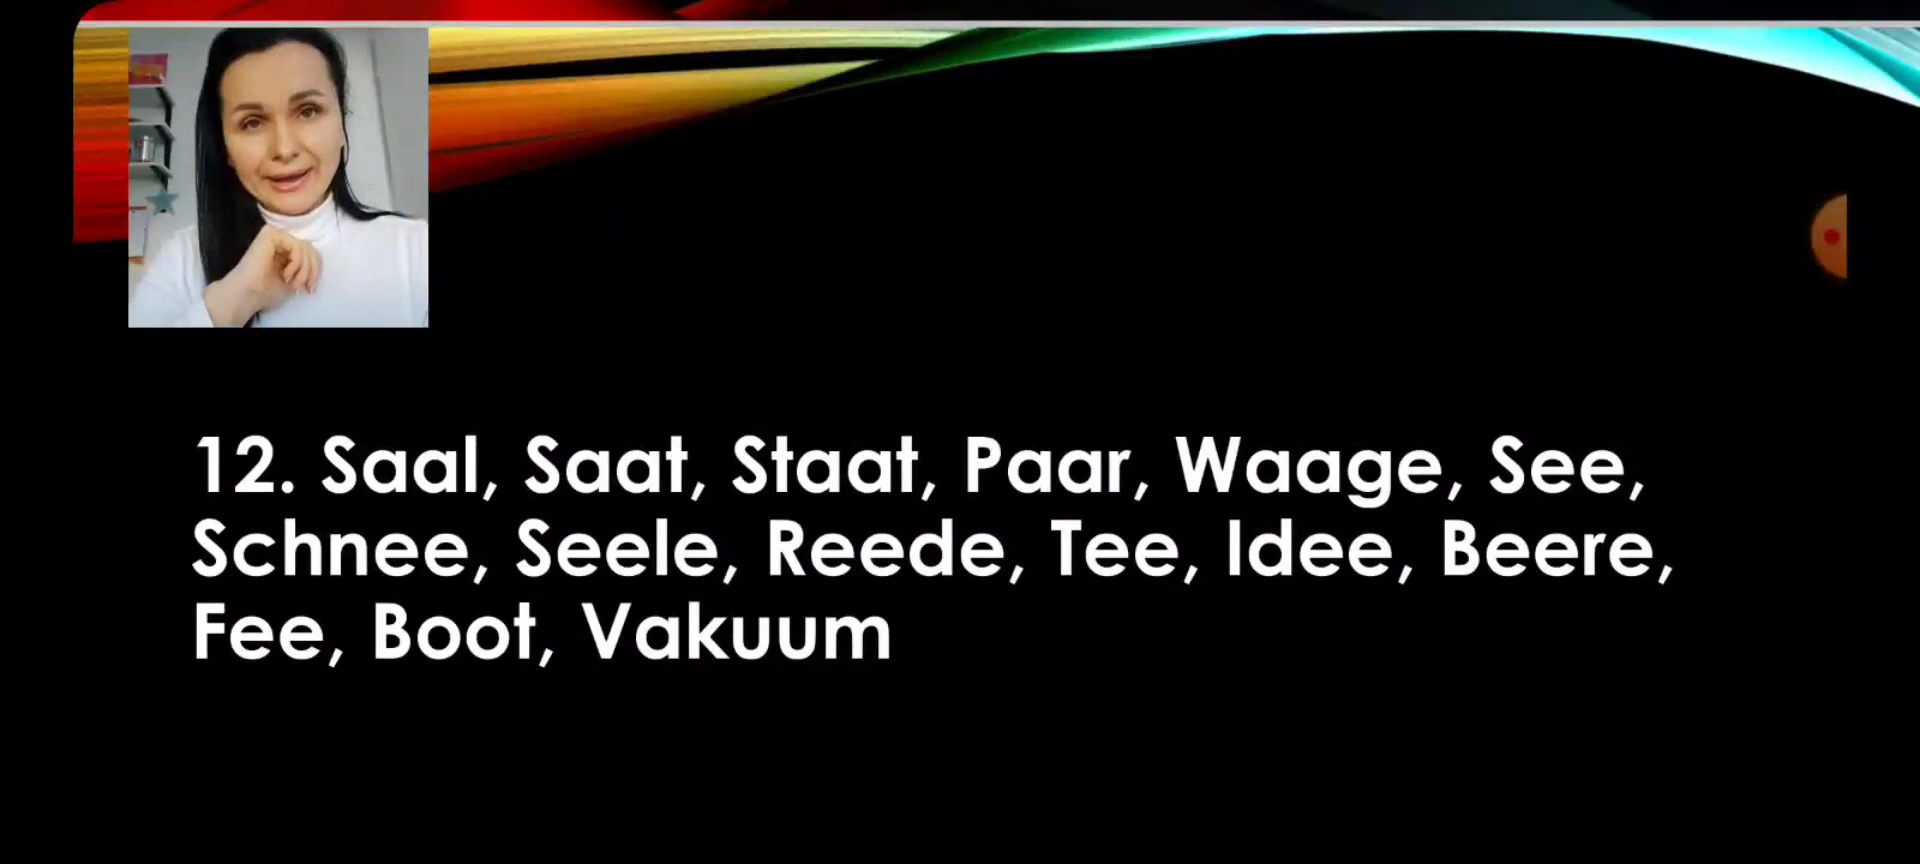 12. Saal, Saat, Staat, Paar, Waage, See,
Schnee, Seele, Reede, Tee, Idee, Beere,
Fee, Boot, Vakuum